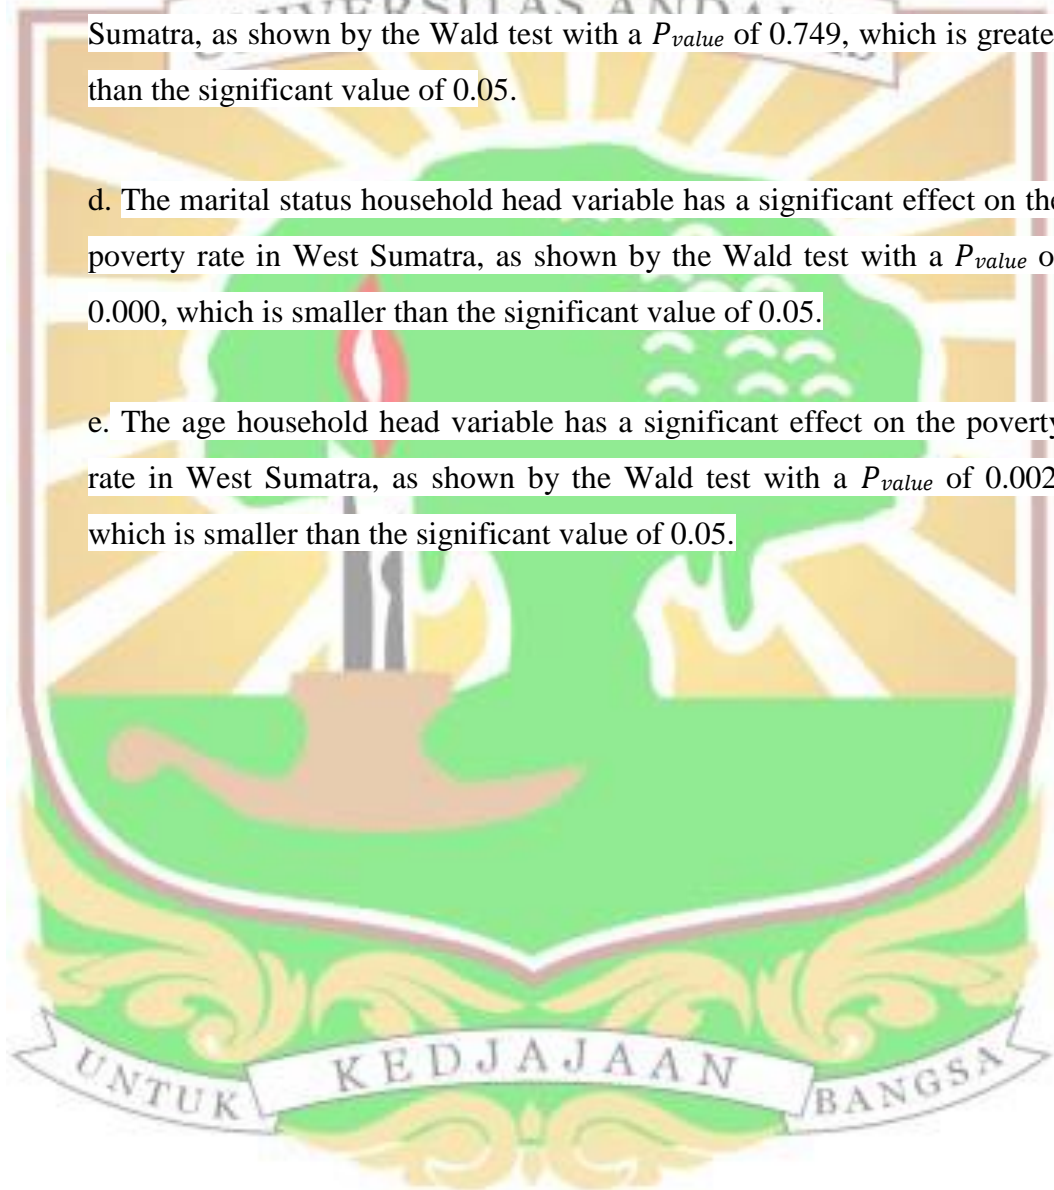 UNIVERSITAS ANDALAS
Sumatra, as shown by the Wald test with a Pvalue of 0.749, which is greate
than the significant value of 0.05.
d. The marital status household head variable has a significant effect on the
poverty rate in West Sumatra, as shown by the Wald test with a Pvalue o
0.000, which is smaller than the significant value of 0.05.
e. The age household head variable has a significant effect on the poverty
rate in West Sumatra, as shown by the Wald test with a Pvalue of 0.002
which is smaller than the significant value of 0.05.
UNTUK KEDJAJAAN BANGSA